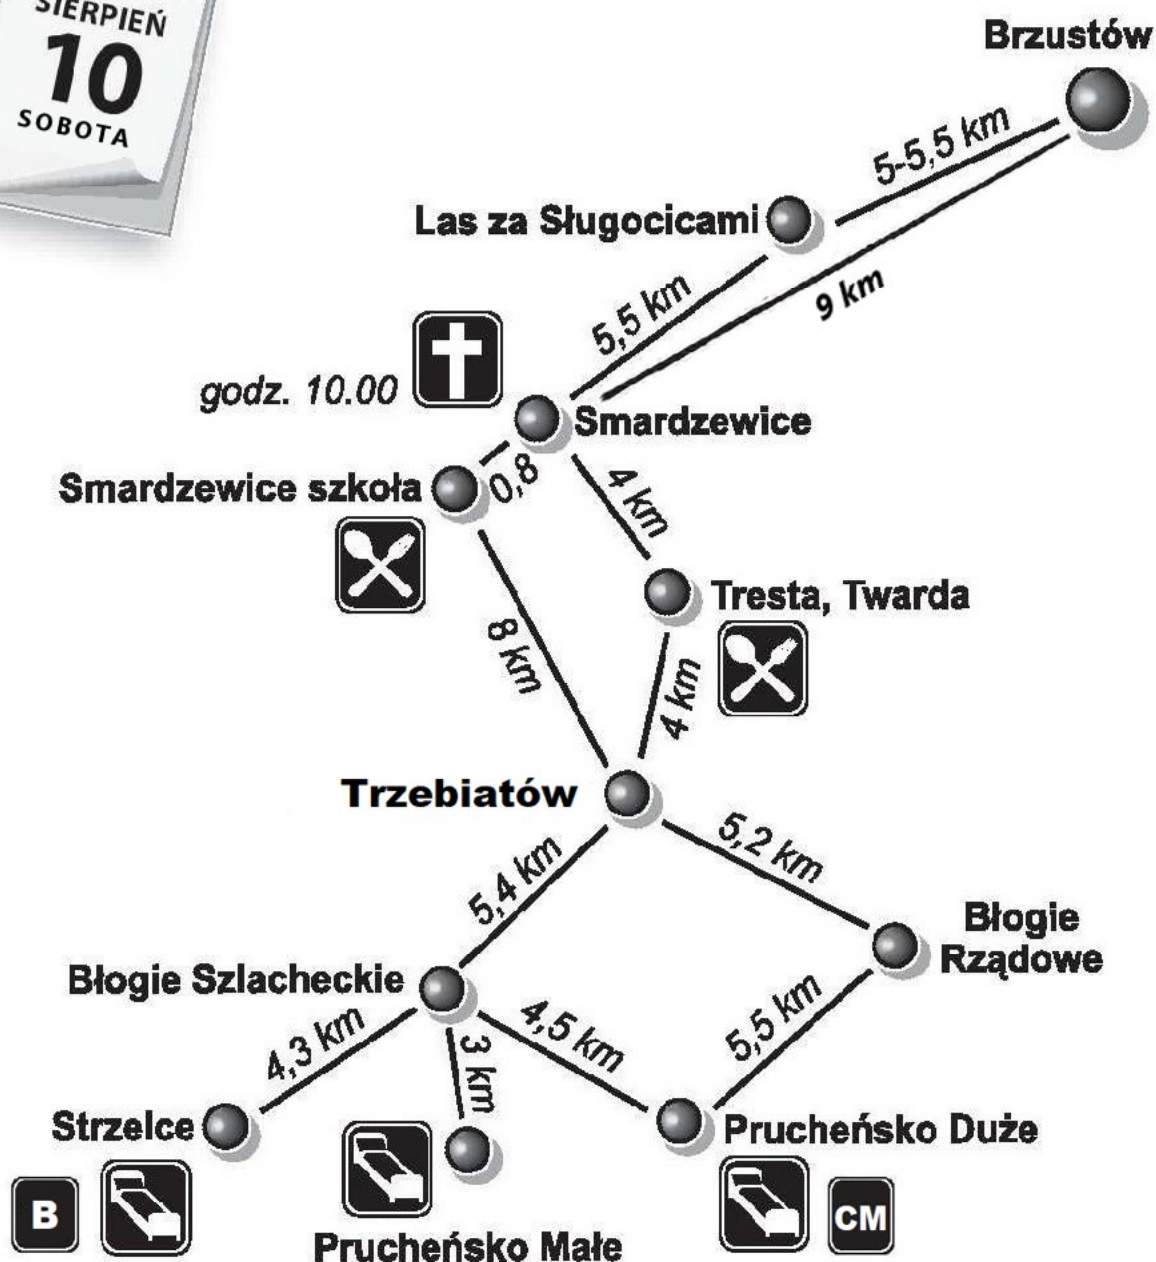 SIERPIEŃ
10
SOBOTA
Brzustów
5-5,5 km
Las za Sługocicami
9 km
5,5 km
godz. 10.00
Smardzewice
Smardzewice szkoła
0,8
4 km
Tresta, Twarda
8 km
4 km
Trzebiatów
5,4 km
5,2 km
Błogie
Rządowe
Błogie Szlacheckie
4,3 km
3 km
4,5 km
5,5 km
Strzelce
Prucheńsko Duże
B
CM
Prucheńsko Małe